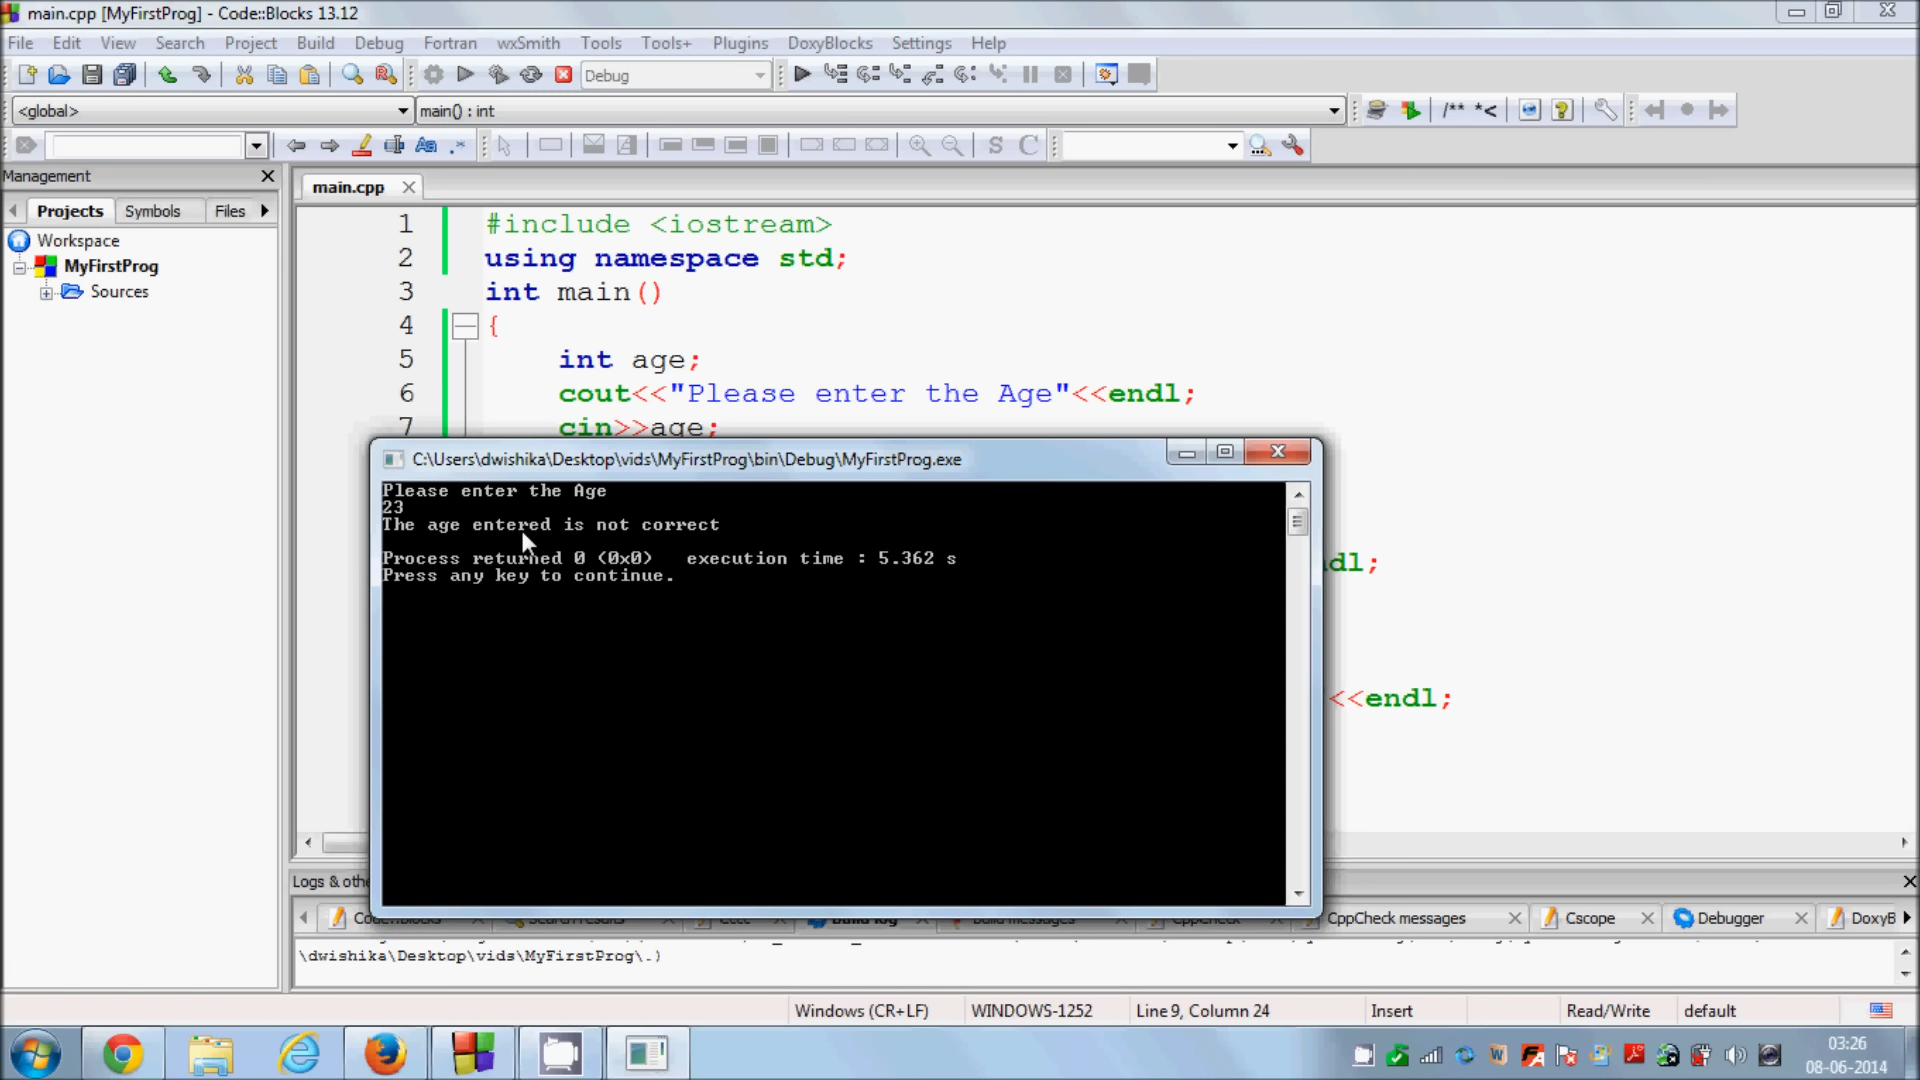 main.cpp [MyFirstProg] - Code::Blocks 13.12
File Edit View Search Project Build Debug Fortran wxSmith Tools Tools+ Plugins DoxyBlocks Settings Help
Debug
<global> main() : int
/** *<
S C
Management
main.cpp
Projects Symbols Files
Workspace
MyFirstProg
Sources
1 #include <iostream>
2 using namespace std;
3 int main()
4 {
5 int age;
6 cout<<"Please enter the Age"<<endl;
7 cin>>age;
C:\Users\dwishika\Desktop\vids\MyFirstProg\bin\Debug\MyFirstProg.exe
Please enter the Age
23
The age entered is not correct
Process returned 0 (0x0) execution time : 5.362 s
Press any key to continue.
dl;
<<endl;
Logs & othe
CppCheck messages Cscope Debugger DoxyB
\dwishika\Desktop\vids\MyFirstProg\.)
Windows (CR+LF) WINDOWS-1252 Line 9, Column 24 Insert Read/Write default
03:26
08-06-2014